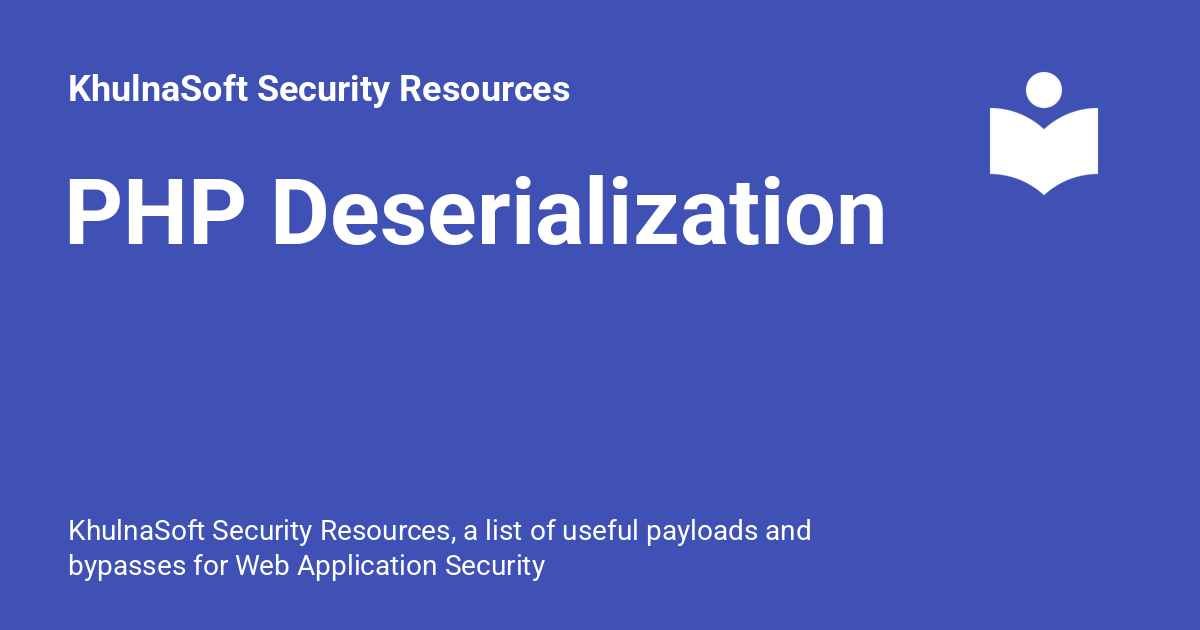 KhulnaSoft Security Resources
PHP Deserialization
KhulnaSoft Security Resources, a list of useful payloads and
bypasses for Web Application Security